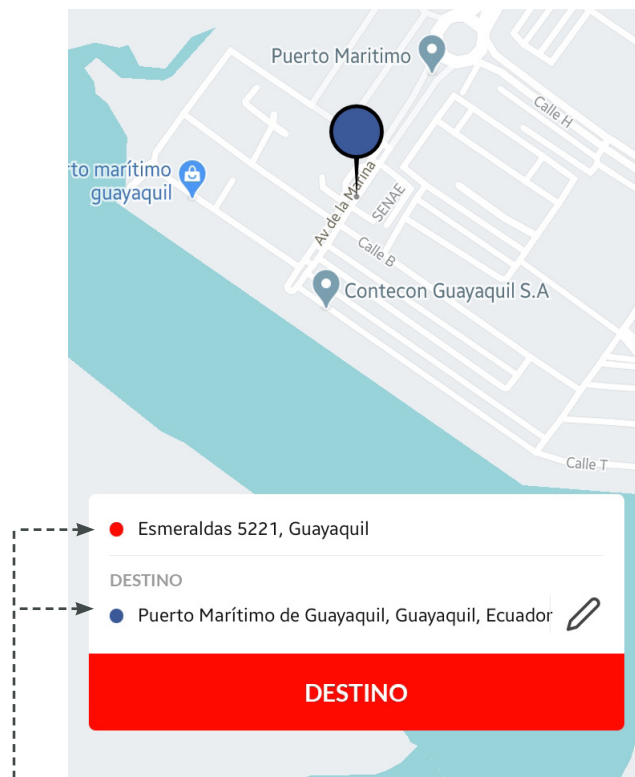 Puerto Maritimo
Calle H
to marítimo
guayaquil
Av de la Marina
SENAE
Calle B
Contecon Guayaquil S.A
Calle T
Esmeraldas 5221, Guayaquil
DESTINO
Puerto Marítimo de Guayaquil, Guayaquil, Ecuador
DESTINO